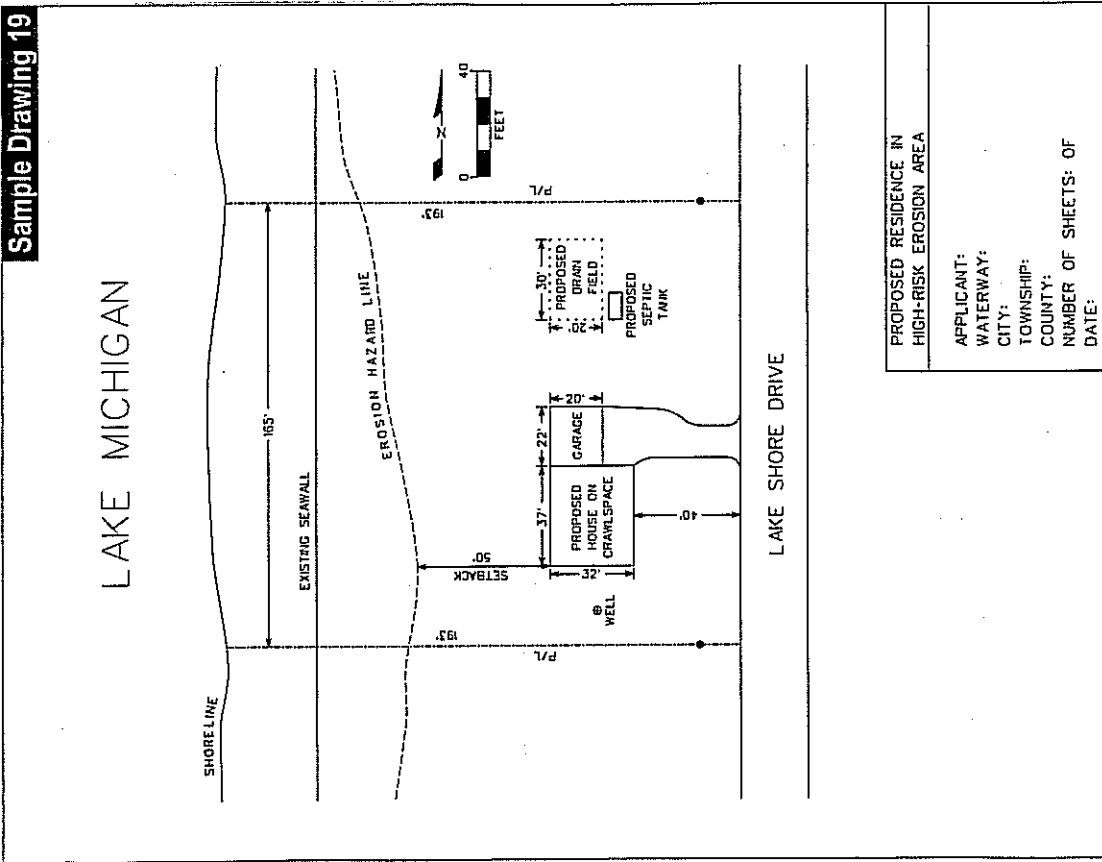 Sample Drawing 19
LAKE MICHIGAN
SHORELINE
165'
EXISTING SEAWALL
EROSION HAZARD LINE
N
0 40
FEET
193'
P/L
193'
P/L
SETBACK
50'
37'
22'
20'
32'
PROPOSED
HOUSE ON
CRAWLSPACE
GARAGE
WELL
40'
30'
20'
PROPOSED
DRAIN
FIELD
PROPOSED
SEPTIC
TANK
LAKE SHORE DRIVE
PROPOSED RESIDENCE IN
HIGH-RISK EROSION AREA
APPLICANT:
WATERWAY:
CITY:
TOWNSHIP:
COUNTY:
NUMBER OF SHEETS: OF
DATE: